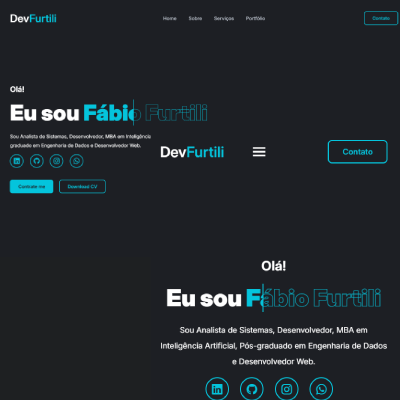 DevFurtili
Home Sobre Serviços Portfólio
Contato
Olá!
Eu sou Fábio Furtili
Sou Analista de Sistemas, Desenvolvedor, MBA em Inteligência
graduado em Engenharia de Dados e Desenvolvedor Web.
Contrate me
Download CV
DevFurtili
Contato
Olá!
Eu sou Fábio Furtili
Sou Analista de Sistemas, Desenvolvedor, MBA em
Inteligência Artificial, Pós-graduado em Engenharia de Dados
e Desenvolvedor Web.